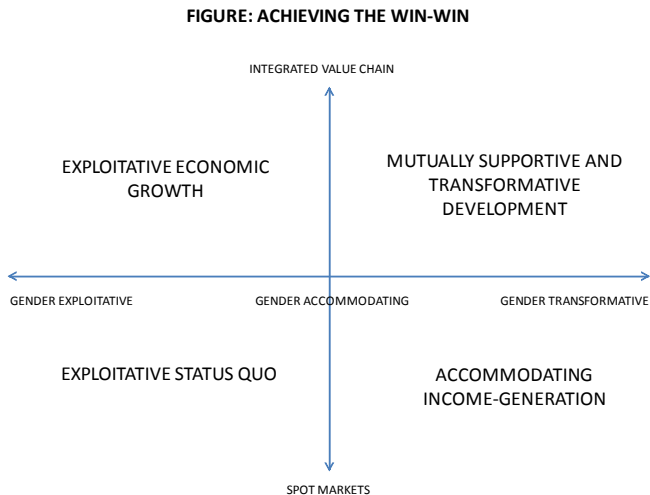 FIGURE: ACHIEVING THE WIN-WIN
INTEGRATED VALUE CHAIN
EXPLOITATIVE ECONOMIC
GROWTH
MUTUALLY SUPPORTIVE AND
TRANSFORMATIVE
DEVELOPMENT
GENDER EXPLOITATIVE
GENDER ACCOMMODATING
GENDER TRANSFORMATIVE
EXPLOITATIVE STATUS QUO
ACCOMMODATING
INCOME-GENERATION
SPOT MARKETS